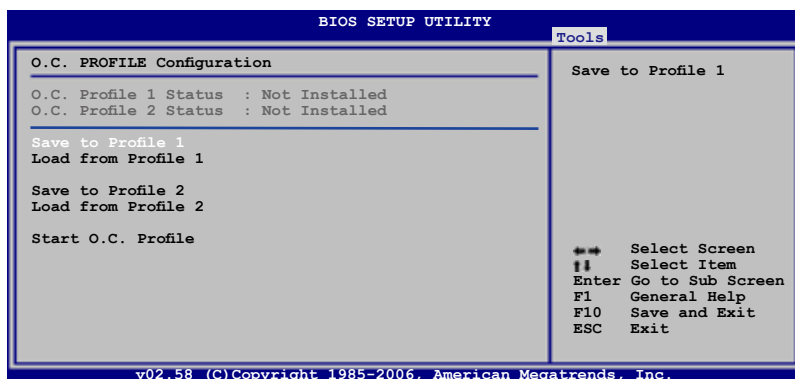 BIOS SETUP UTILITY
Tools
O.C. PROFILE Configuration
O.C. Profile 1 Status : Not Installed
O.C. Profile 2 Status : Not Installed
Save to Profile 1
Load from Profile 1
Save to Profile 2
Load from Profile 2
Start O.C. Profile
Save to Profile 1
Select Screen
Select Item
Enter Go to Sub Screen
F1 General Help
F10 Save and Exit
ESC Exit
v02.58 (C)Copyright 1985-2006, American Megatrends, Inc.